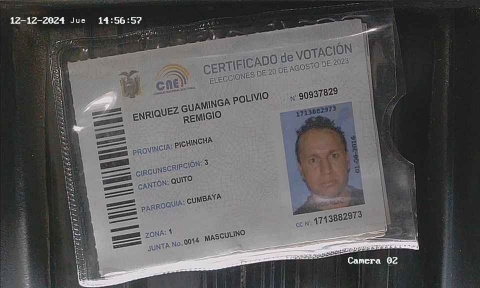 12-12-2024 Jue 14:56:57
CERTIFICADO de VOTACIÓN
ELECCIONES DE 20 DE AGOSTO DE 2023
CNE
ENRIQUEZ GUAMINGA POLIVIO
REMIGIO
N° 90937829
PROVINCIA: PICHINCHA
CIRCUNSCRIPCIÓN: 3
CANTON: QUITO
PARROQUIA: CUMBAYA
ZONA: 1
JUNTA No. 0014 MASCULINO
1713882973
CC N°: 1713882973
Camera 02